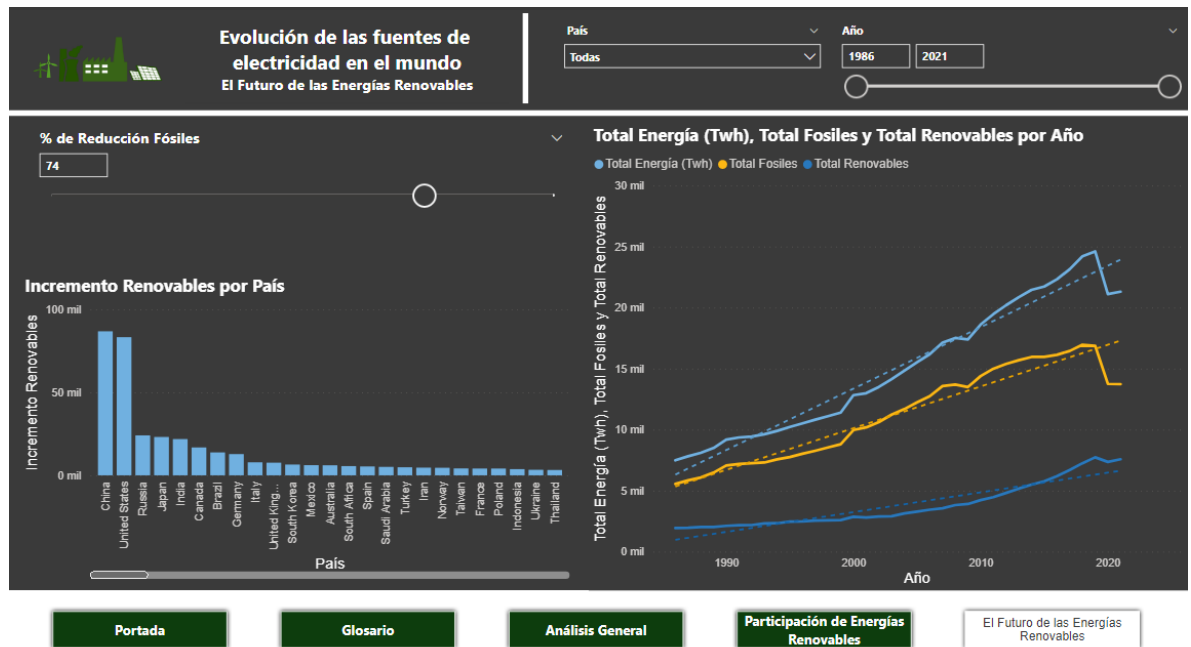 Evolución de las fuentes de
electricidad en el mundo
El Futuro de las Energías Renovables
País
Todas
Año
1986
2021
% de Reducción Fósiles
74
Incremento Renovables por País
Incremento Renovables
100 mil
50 mil
0 mil
China
United States
Russia
Japan
India
Canada
Brazil
Germany
Italy
United King...
South Korea
Mexico
Australia
South Africa
Spain
Saudi Arabia
Turkey
Iran
Norway
Taiwan
France
Poland
Indonesia
Ukraine
Thailand
País
Total Energía (Twh), Total Fosiles y Total Renovables por Año
Total Energía (Twh) Total Fosiles Total Renovables
Total Energía (Twh), Total Fosiles y Total Renovables
30 mil
25 mil
20 mil
15 mil
10 mil
5 mil
0 mil
1990
2000
2010
2020
Año
Portada
Glosario
Análisis General
Participación de Energías
Renovables
El Futuro de las Energías
Renovables